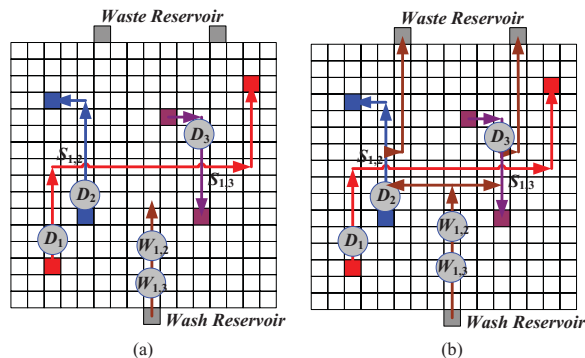 Waste Reservoir
D3
S1,2
S1,3
D2
D1
W1,2
W1,3
Wash Reservoir
(a)
Waste Reservoir
D3
S1,2
S1,3
D2
D1
W1,2
W1,3
Wash Reservoir
(b)